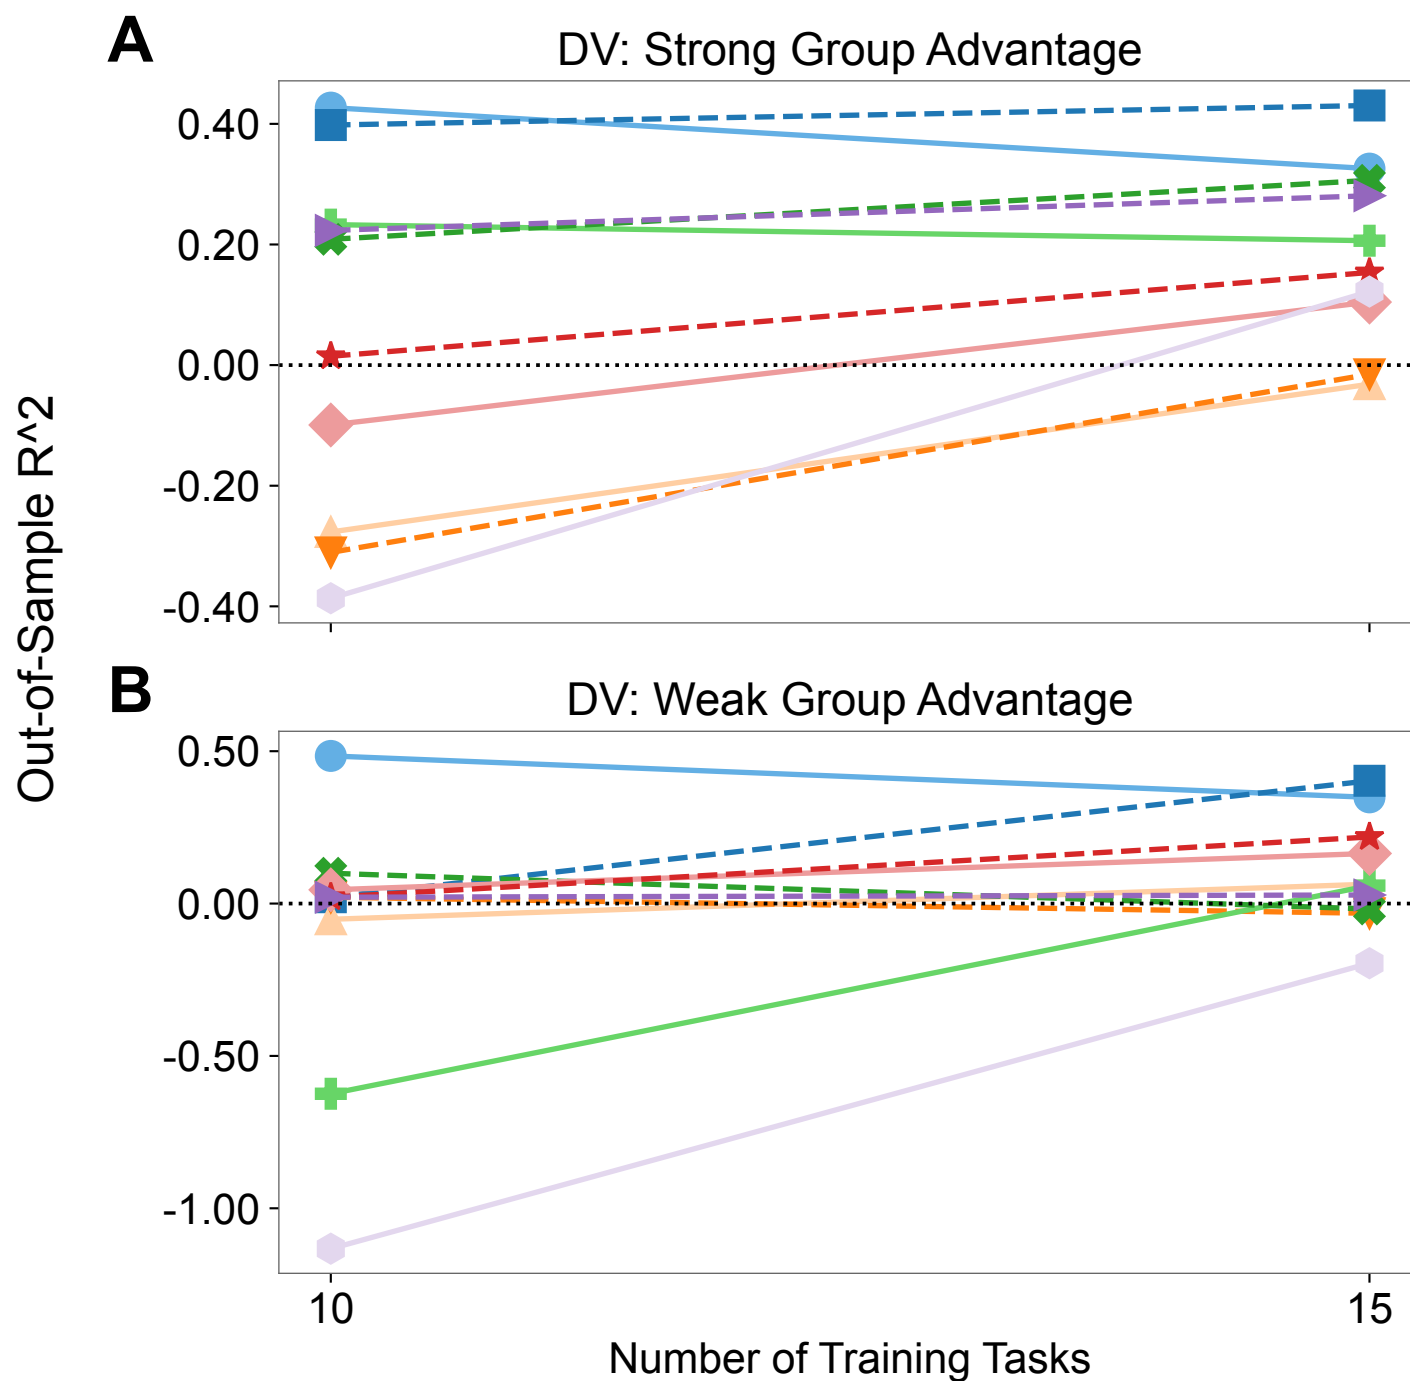 A
DV: Strong Group Advantage
0.40
0.20
0.00
-0.20
-0.40
Out-of-Sample R^2
B
DV: Weak Group Advantage
0.50
0.00
-0.50
-1.00
10
15
Number of Training Tasks